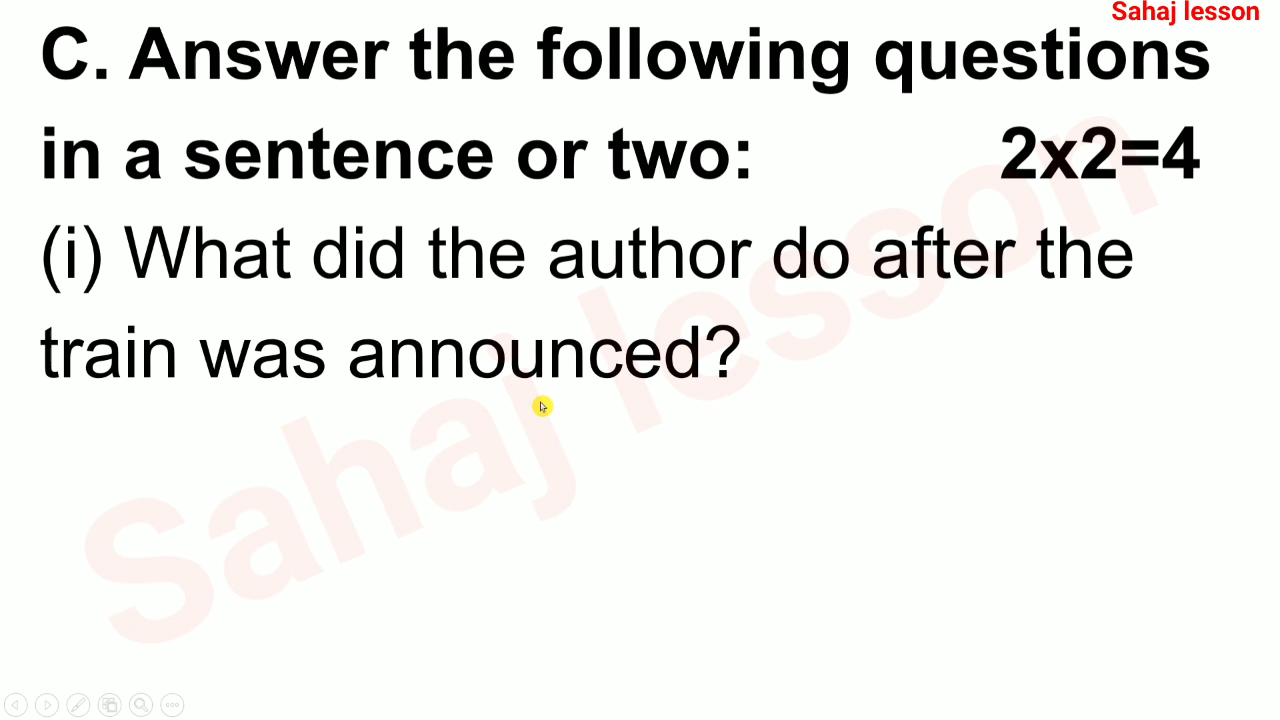 Sahaj lesson
C. Answer the following questions
in a sentence or two: 2x2=4
(i) What did the author do after the
train was announced?
Sahaj lesson